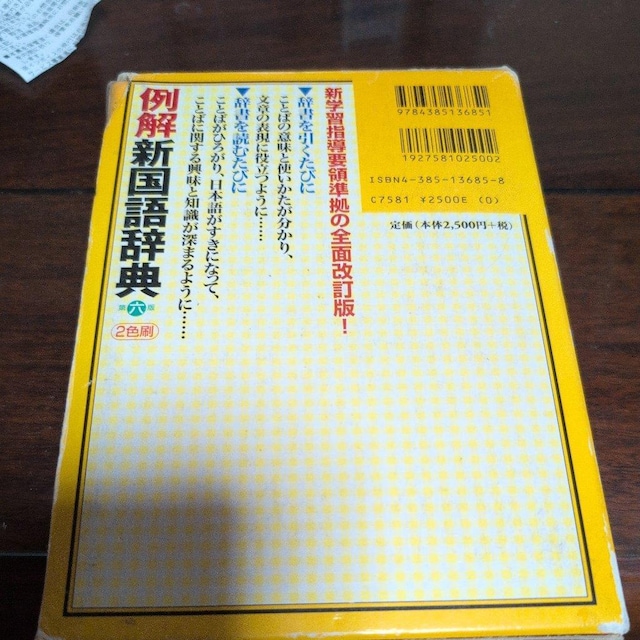 9784385136851
1927581025002
ISBN4-385-13685-8
C7581 ¥2500E (0)
定価(本体2,500円+税)
新学習指導要領準拠の全面改訂版!
▼辞書を引くたびに
ことばの意味と使いかたが分かり、
文章の表現に役立つように……
▼辞書を読むたびに
ことばがひろがり、日本語がすきになって、
ことばに関する興味と知識が深まるように……
例解新国語辞典
第六版
2色刷